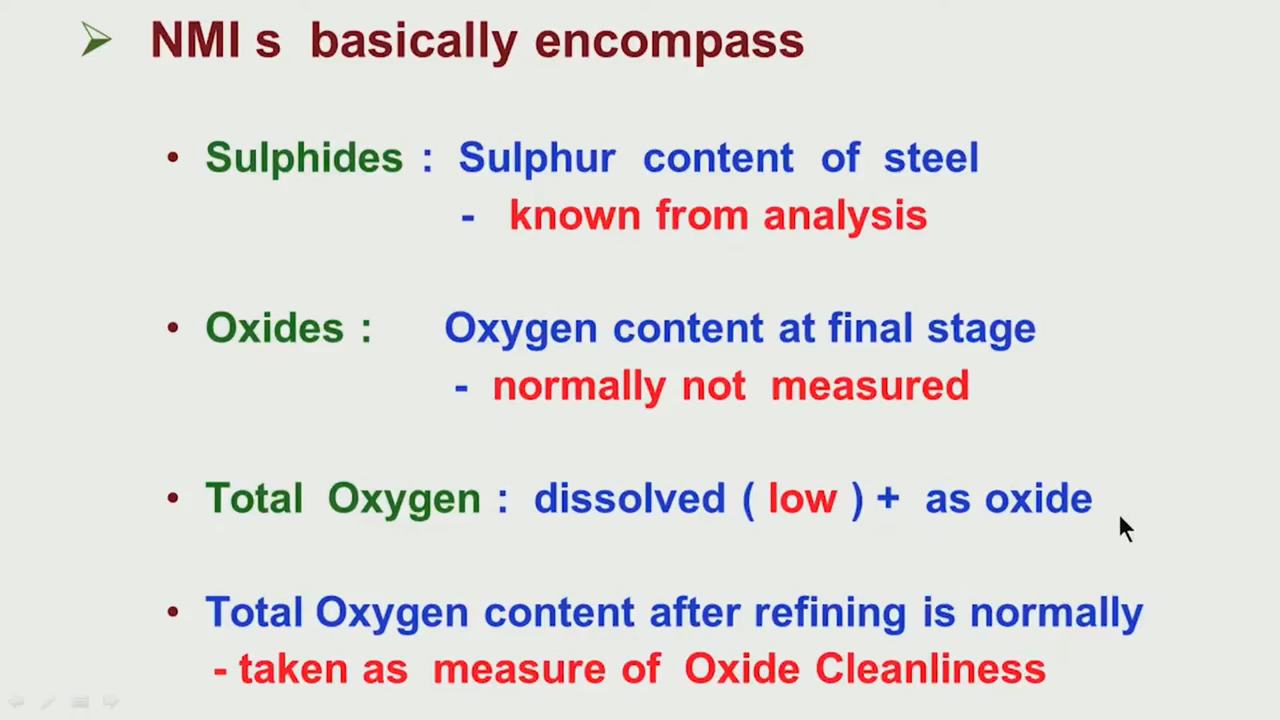 NMI s basically encompass
• Sulphides : Sulphur content of steel
- known from analysis
• Oxides : Oxygen content at final stage
- normally not measured
• Total Oxygen : dissolved ( low ) + as oxide
• Total Oxygen content after refining is normally
- taken as measure of Oxide Cleanliness